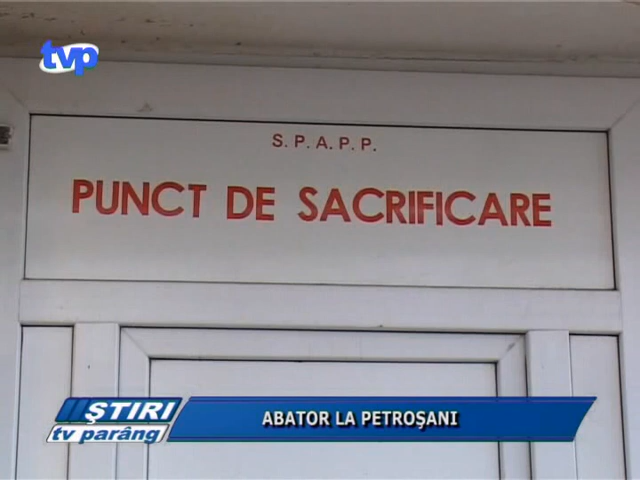 tvp
S. P. A. P. P.
PUNCT DE SACRIFICARE
ŞTIRI
tv parâng
ABATOR LA PETROŞANI